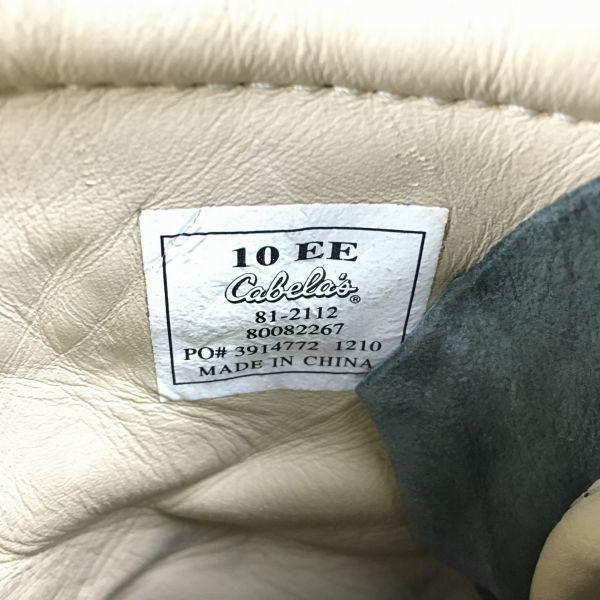 10 EE
Cabela's®
81-2112
80082267
PO# 3914772 1210
MADE IN CHINA